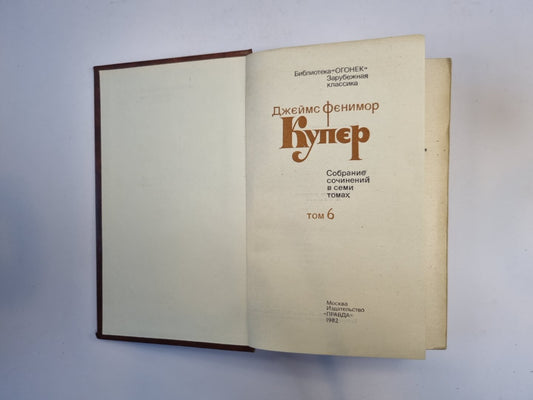 Библиотека «ОГОНЕК»
Зарубежная
классика
Джеймс Фенимор
Купер
Собрание
сочинений
в семи
томах
том 6
Москва
Издательство
«ПРАВДА»
1982